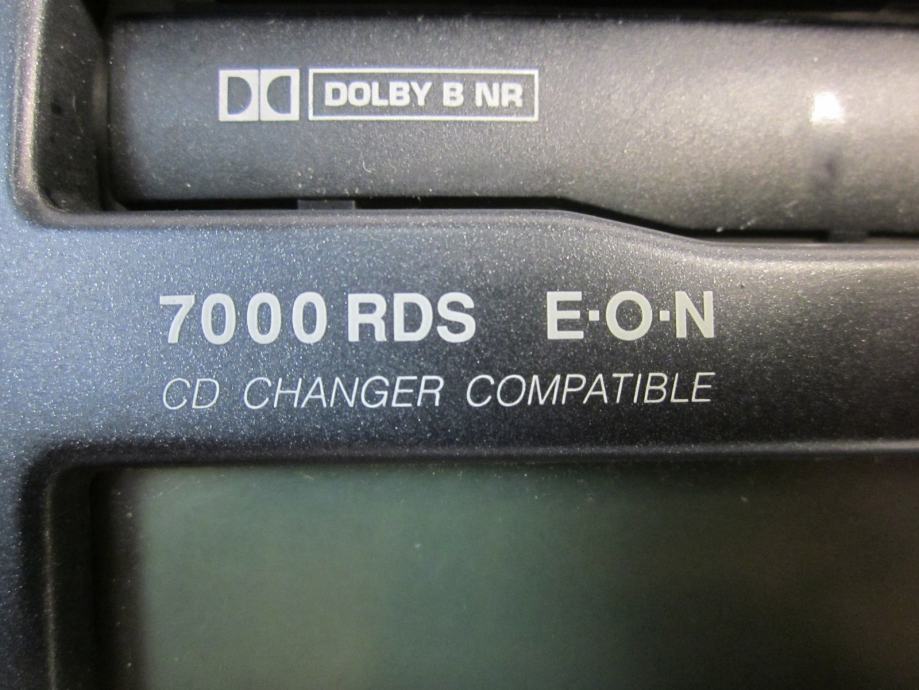 DOLBY B NR
7000 RDS E·O·N
CD CHANGER COMPATIBLE